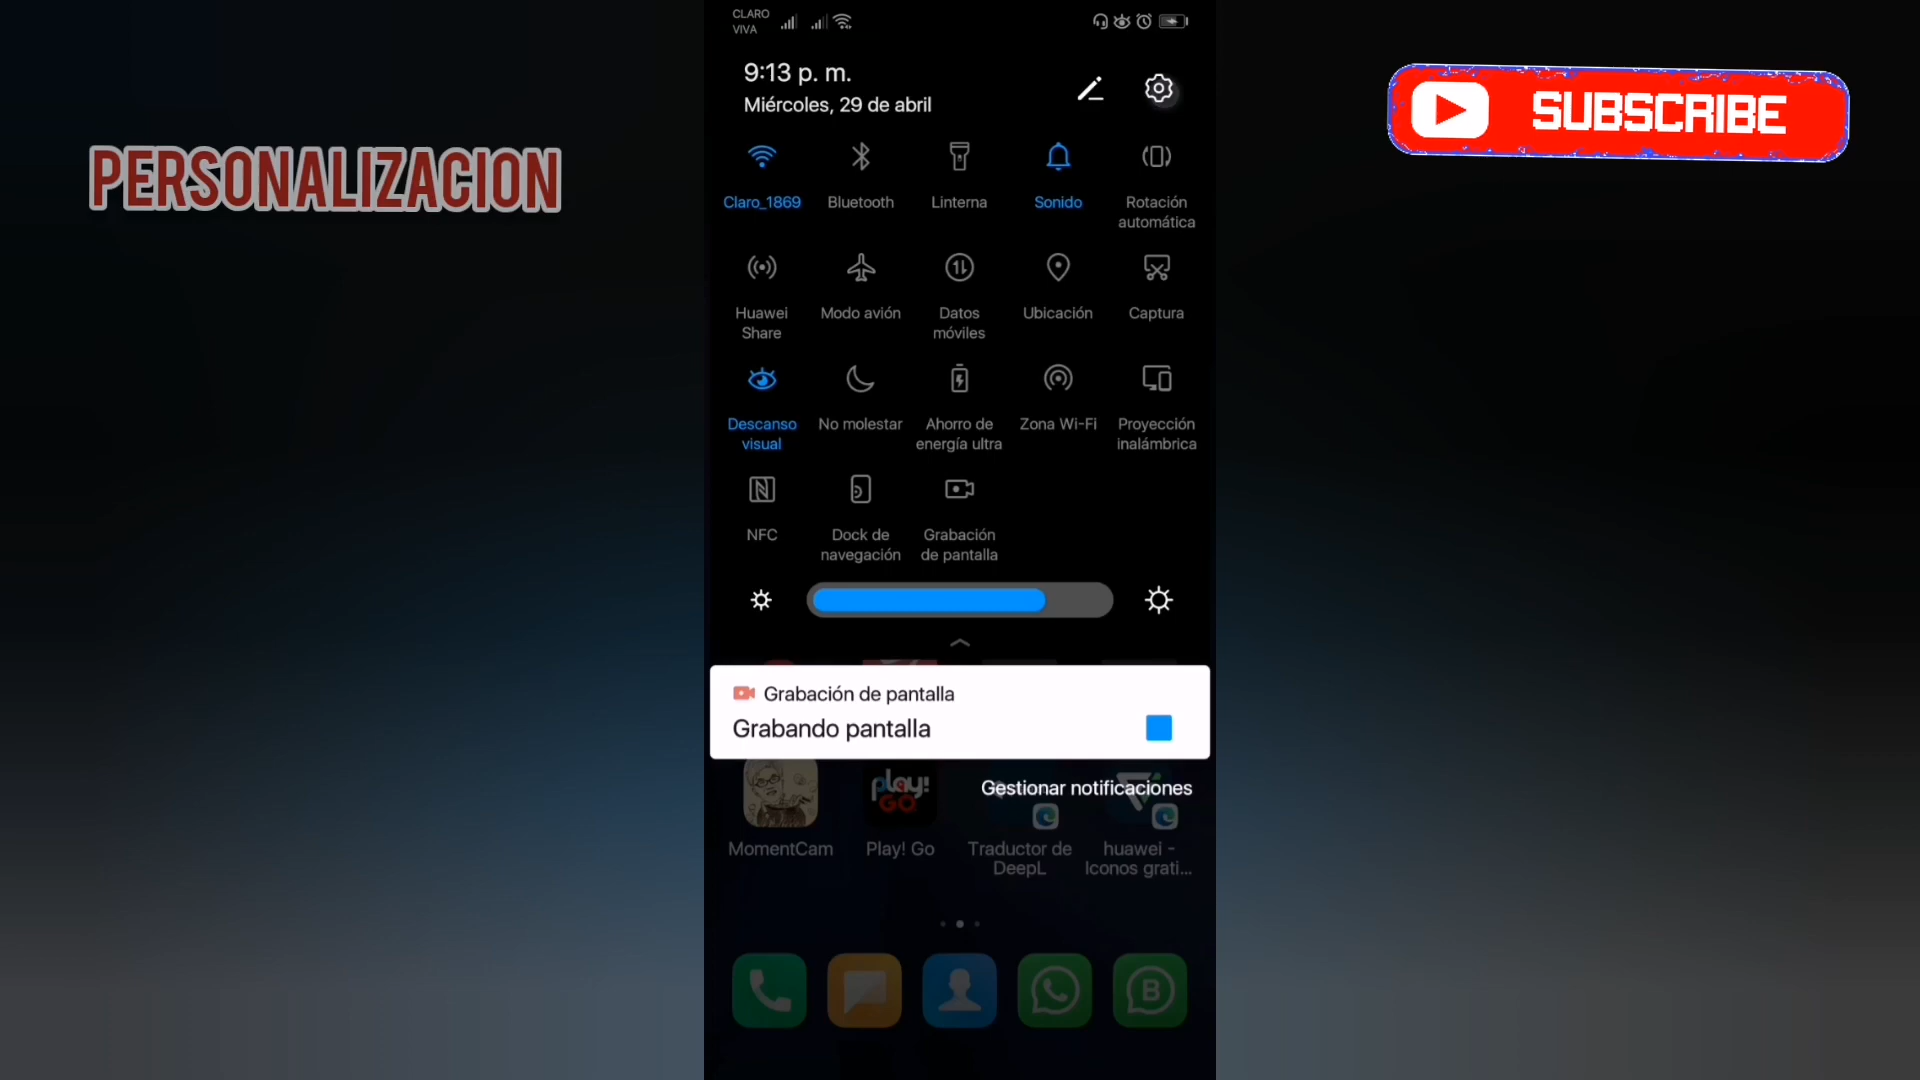 CLARO
VIVA
9:13 p. m.
Miércoles, 29 de abril
PERSONALIZACION
SUBSCRIBE
Claro_1869
Bluetooth
Linterna
Sonido
Rotación
automática
Huawei
Share
Modo avión
Datos
móviles
Ubicación
Captura
Descanso
visual
No molestar
Ahorro de
energía ultra
Zona Wi-Fi
Proyección
inalámbrica
NFC
Dock de
navegación
Grabación
de pantalla
Grabación de pantalla
Grabando pantalla
Gestionar notificaciones
play!
GO
MomentCam
Play! Go
Traductor de
DeepL
huawei -
Iconos grati...
B